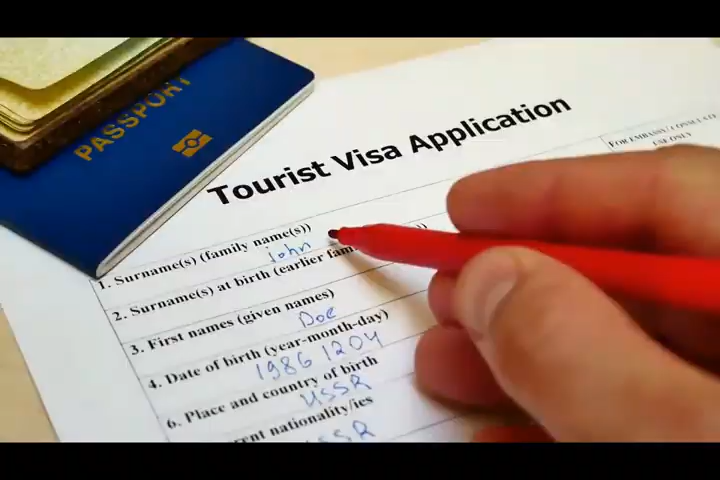 PASSPORT
Tourist Visa Application
FOR EMBASSY/CONSULATE
USE ONLY
1. Surname(s) (family name(s))
John
2. Surname(s) at birth (earlier
3. First names (given names)
Doe
4. Date of birth (year-month-day)
1986 1204
6. Place and country of birth
USSR
nationality/ies